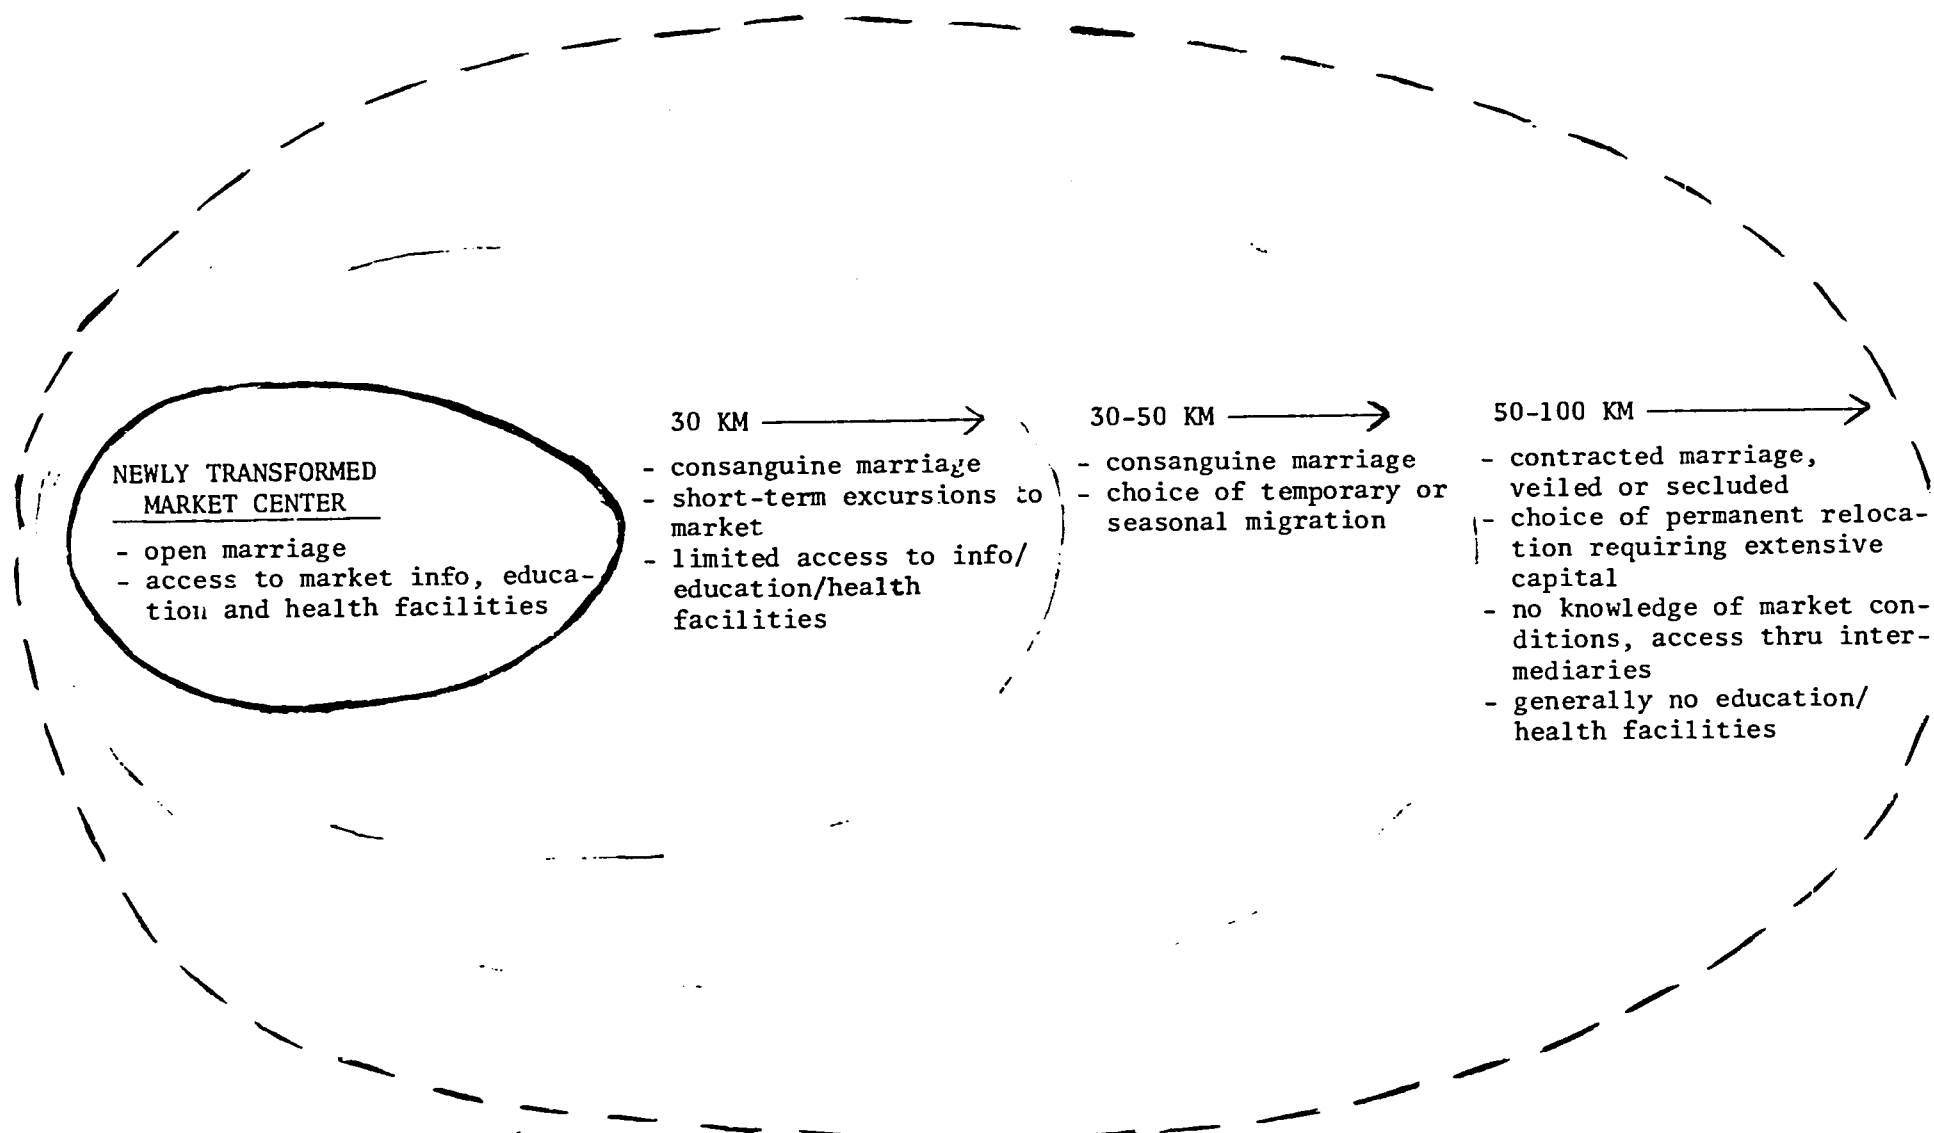 NEWLY TRANSFORMED
MARKET CENTER
- open marriage
- access to market info, educa-
tion and health facilities
30 KM
- consanguine marriage
- short-term excursions to
market
- limited access to info/
education/health
facilities
30-50 KM
- consanguine marriage
- choice of temporary or
seasonal migration
50-100 KM
- contracted marriage,
veiled or secluded
- choice of permanent reloca-
tion requiring extensive
capital
- no knowledge of market con-
ditions, access thru inter-
mediaries
- generally no education/
health facilities